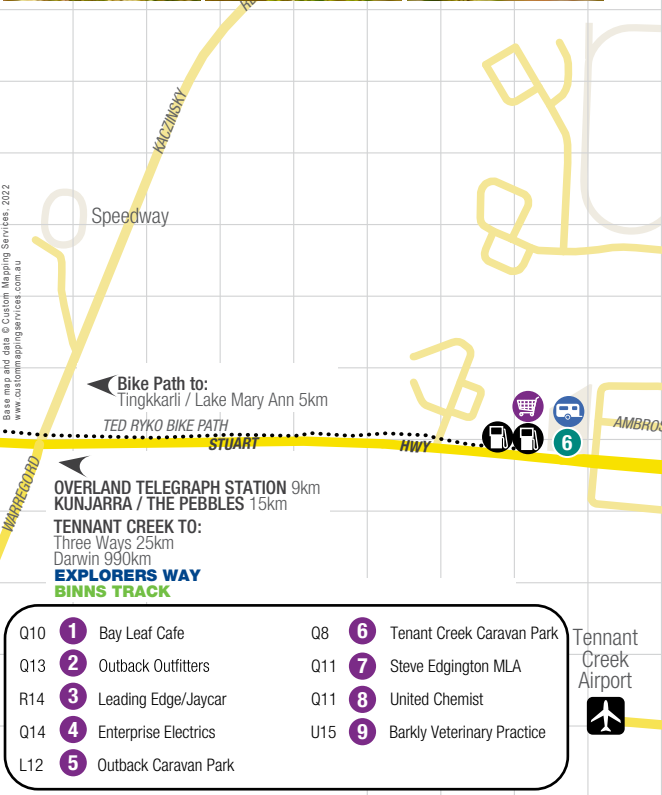 RE
KACZINSKY
Speedway
Base map and data © Custom Mapping Services, 2022
www.custommappingservices.com.au
Bike Path to:
Tingkkarli / Lake Mary Ann 5km
TED RYKO BIKE PATH
STUART
HWY
6
AMBROS
WARREGORD
OVERLAND TELEGRAPH STATION 9km
KUNJARRA / THE PEBBLES 15km
TENNANT CREEK TO:
Three Ways 25km
Darwin 990km
EXPLORERS WAY
BINNS TRACK
Q10 1 Bay Leaf Cafe
Q13 2 Outback Outfitters
R14 3 Leading Edge/Jaycar
Q14 4 Enterprise Electrics
L12 5 Outback Caravan Park
Q8 6 Tenant Creek Caravan Park
Q11 7 Steve Edgington MLA
Q11 8 United Chemist
U15 9 Barkly Veterinary Practice
Tennant
Creek
Airport